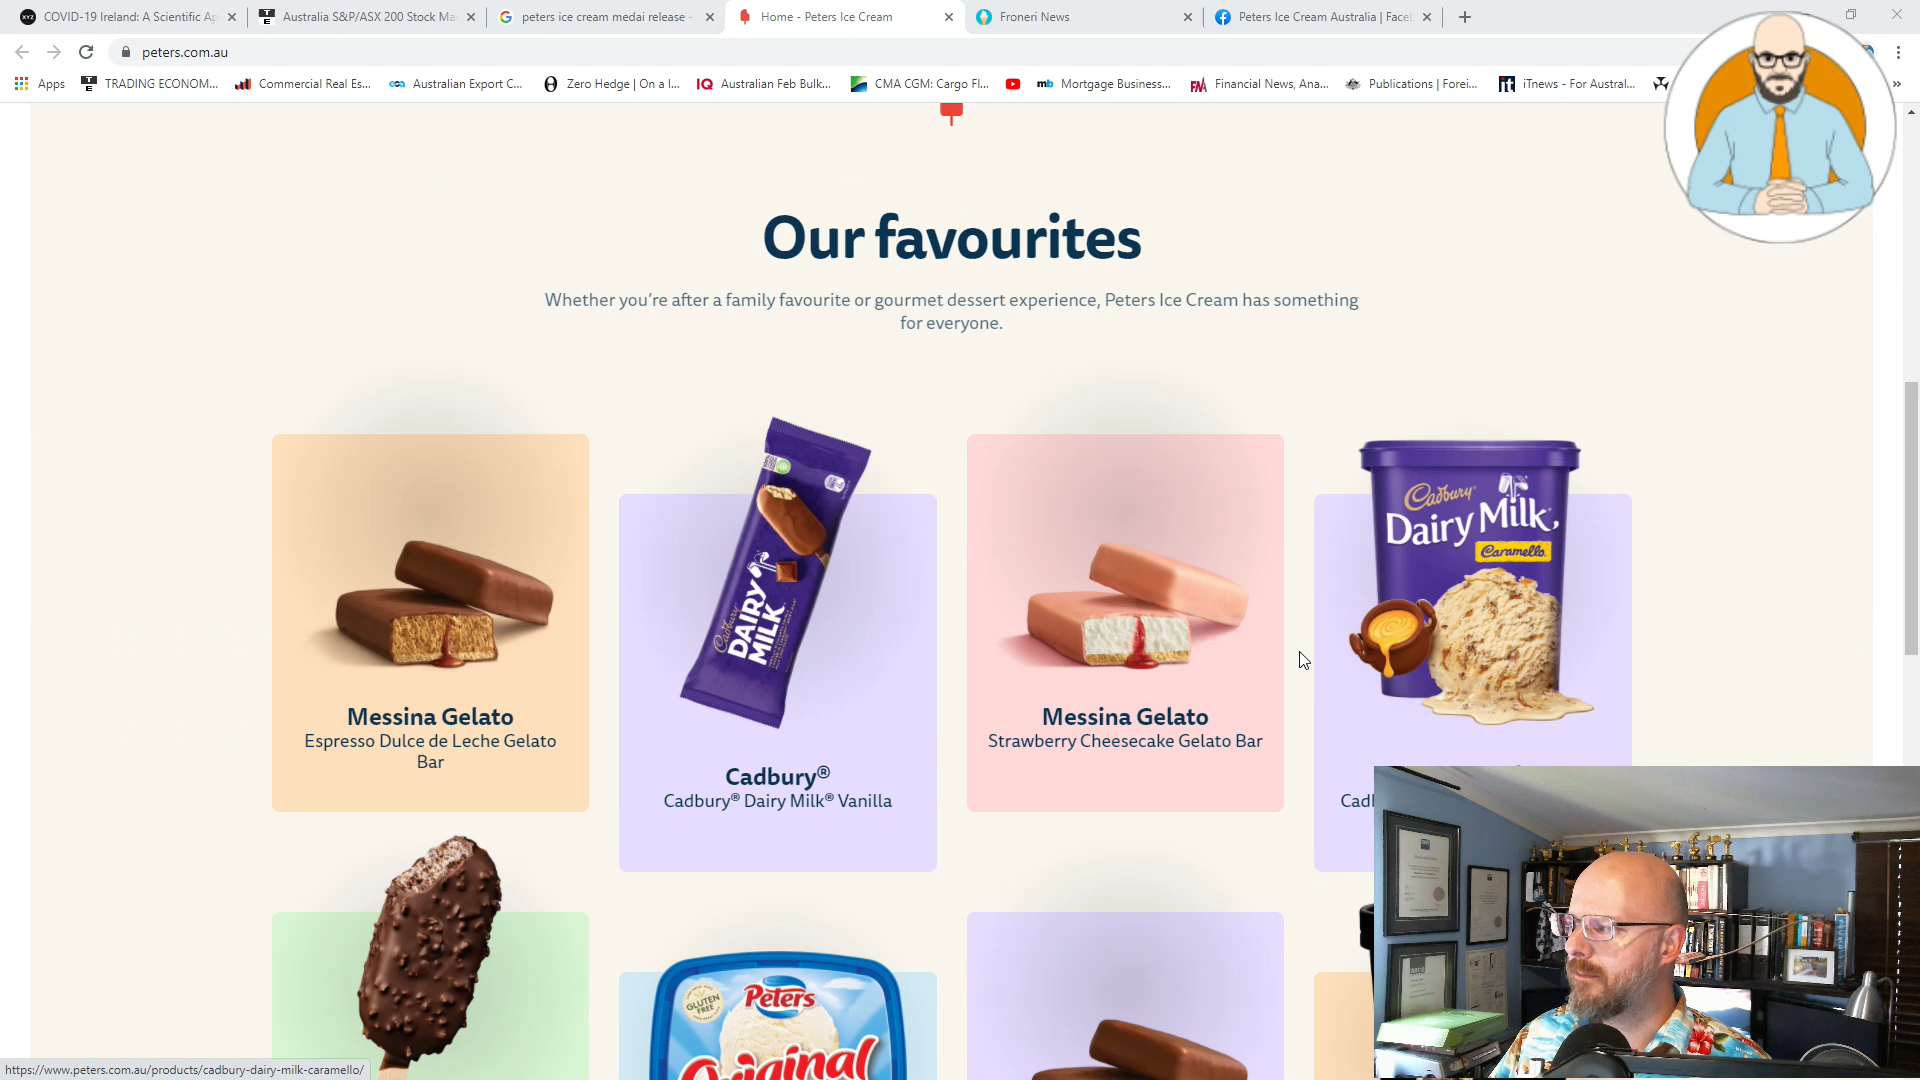 COVID-19 Ireland: A Scientific Ap
Australia S&P/ASX 200 Stock Ma
peters ice cream medai release -
Home - Peters Ice Cream
Froneri News
Peters Ice Cream Australia | Face
peters.com.au
Apps
TRADING ECONOM...
Commercial Real Es...
Australian Export C...
Zero Hedge | On a l...
Australian Feb Bulk...
CMA CGM: Cargo Fl...
Mortgage Business...
Financial News, Ana...
Publications | Forei...
iTnews - For Austral...
Our favourites
Whether you're after a family favourite or gourmet dessert experience, Peters Ice Cream has something
for everyone.
Cadbury
DAIRY
MILK
Cadbury
Dairy Milk
Caramello
Messina Gelato
Espresso Dulce de Leche Gelato
Bar
Cadbury®
Cadbury® Dairy Milk® Vanilla
Messina Gelato
Strawberry Cheesecake Gelato Bar
Cad
GLUTEN
FREE
Peters
Original
https://www.peters.com.au/products/cadbury-dairy-milk-caramello/